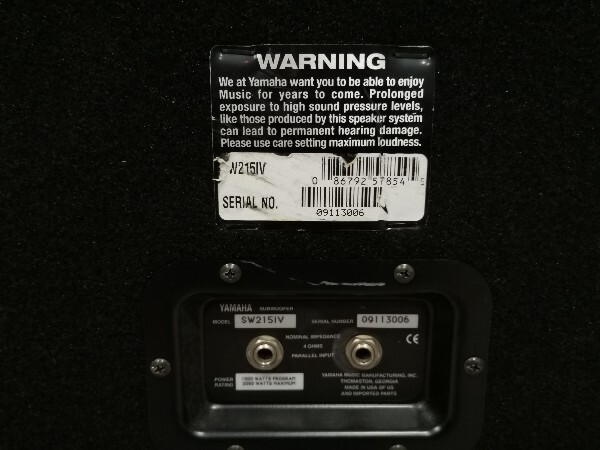 WARNING
We at Yamaha want you to be able to enjoy
Music for years to come. Prolonged
exposure to high sound pressure levels,
like those produced by this speaker system
can lead to permanent hearing damage.
Please use care setting maximum loudness.
W215IV
0 86792 57854
SERIAL NO.
09113006
YAMAHA SUBWOOFER
MODEL SW215IV SERIAL NUMBER 09113006
NOMINAL IMPEDANCE
4 OHMS
PARALLEL INPUT
CE
POWER RATING
WATTS PROGRAM
WATTS MAXIMUM
YAMAHA MUSIC MANUFACTURING, INC.
THOMASTON, GEORGIA
MADE IN USA OF US
AND IMPORTED PARTS